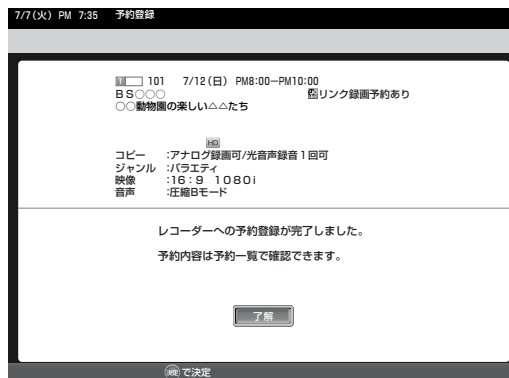 7/7(火) PM 7:35 予約登録
1 101 7/12(日) PM8:00−PM10:00
BS○○○ リンク録画予約あり
○○動物園の楽しい△△たち
HD
コピー :アナログ録画可/光音声録音1回可
ジャンル :バラエティ
映像 :16:9 1080i
音声 :圧縮Bモード
レコーダーへの予約登録が完了しました。
予約内容は予約一覧で確認できます。
了解
決定 で決定